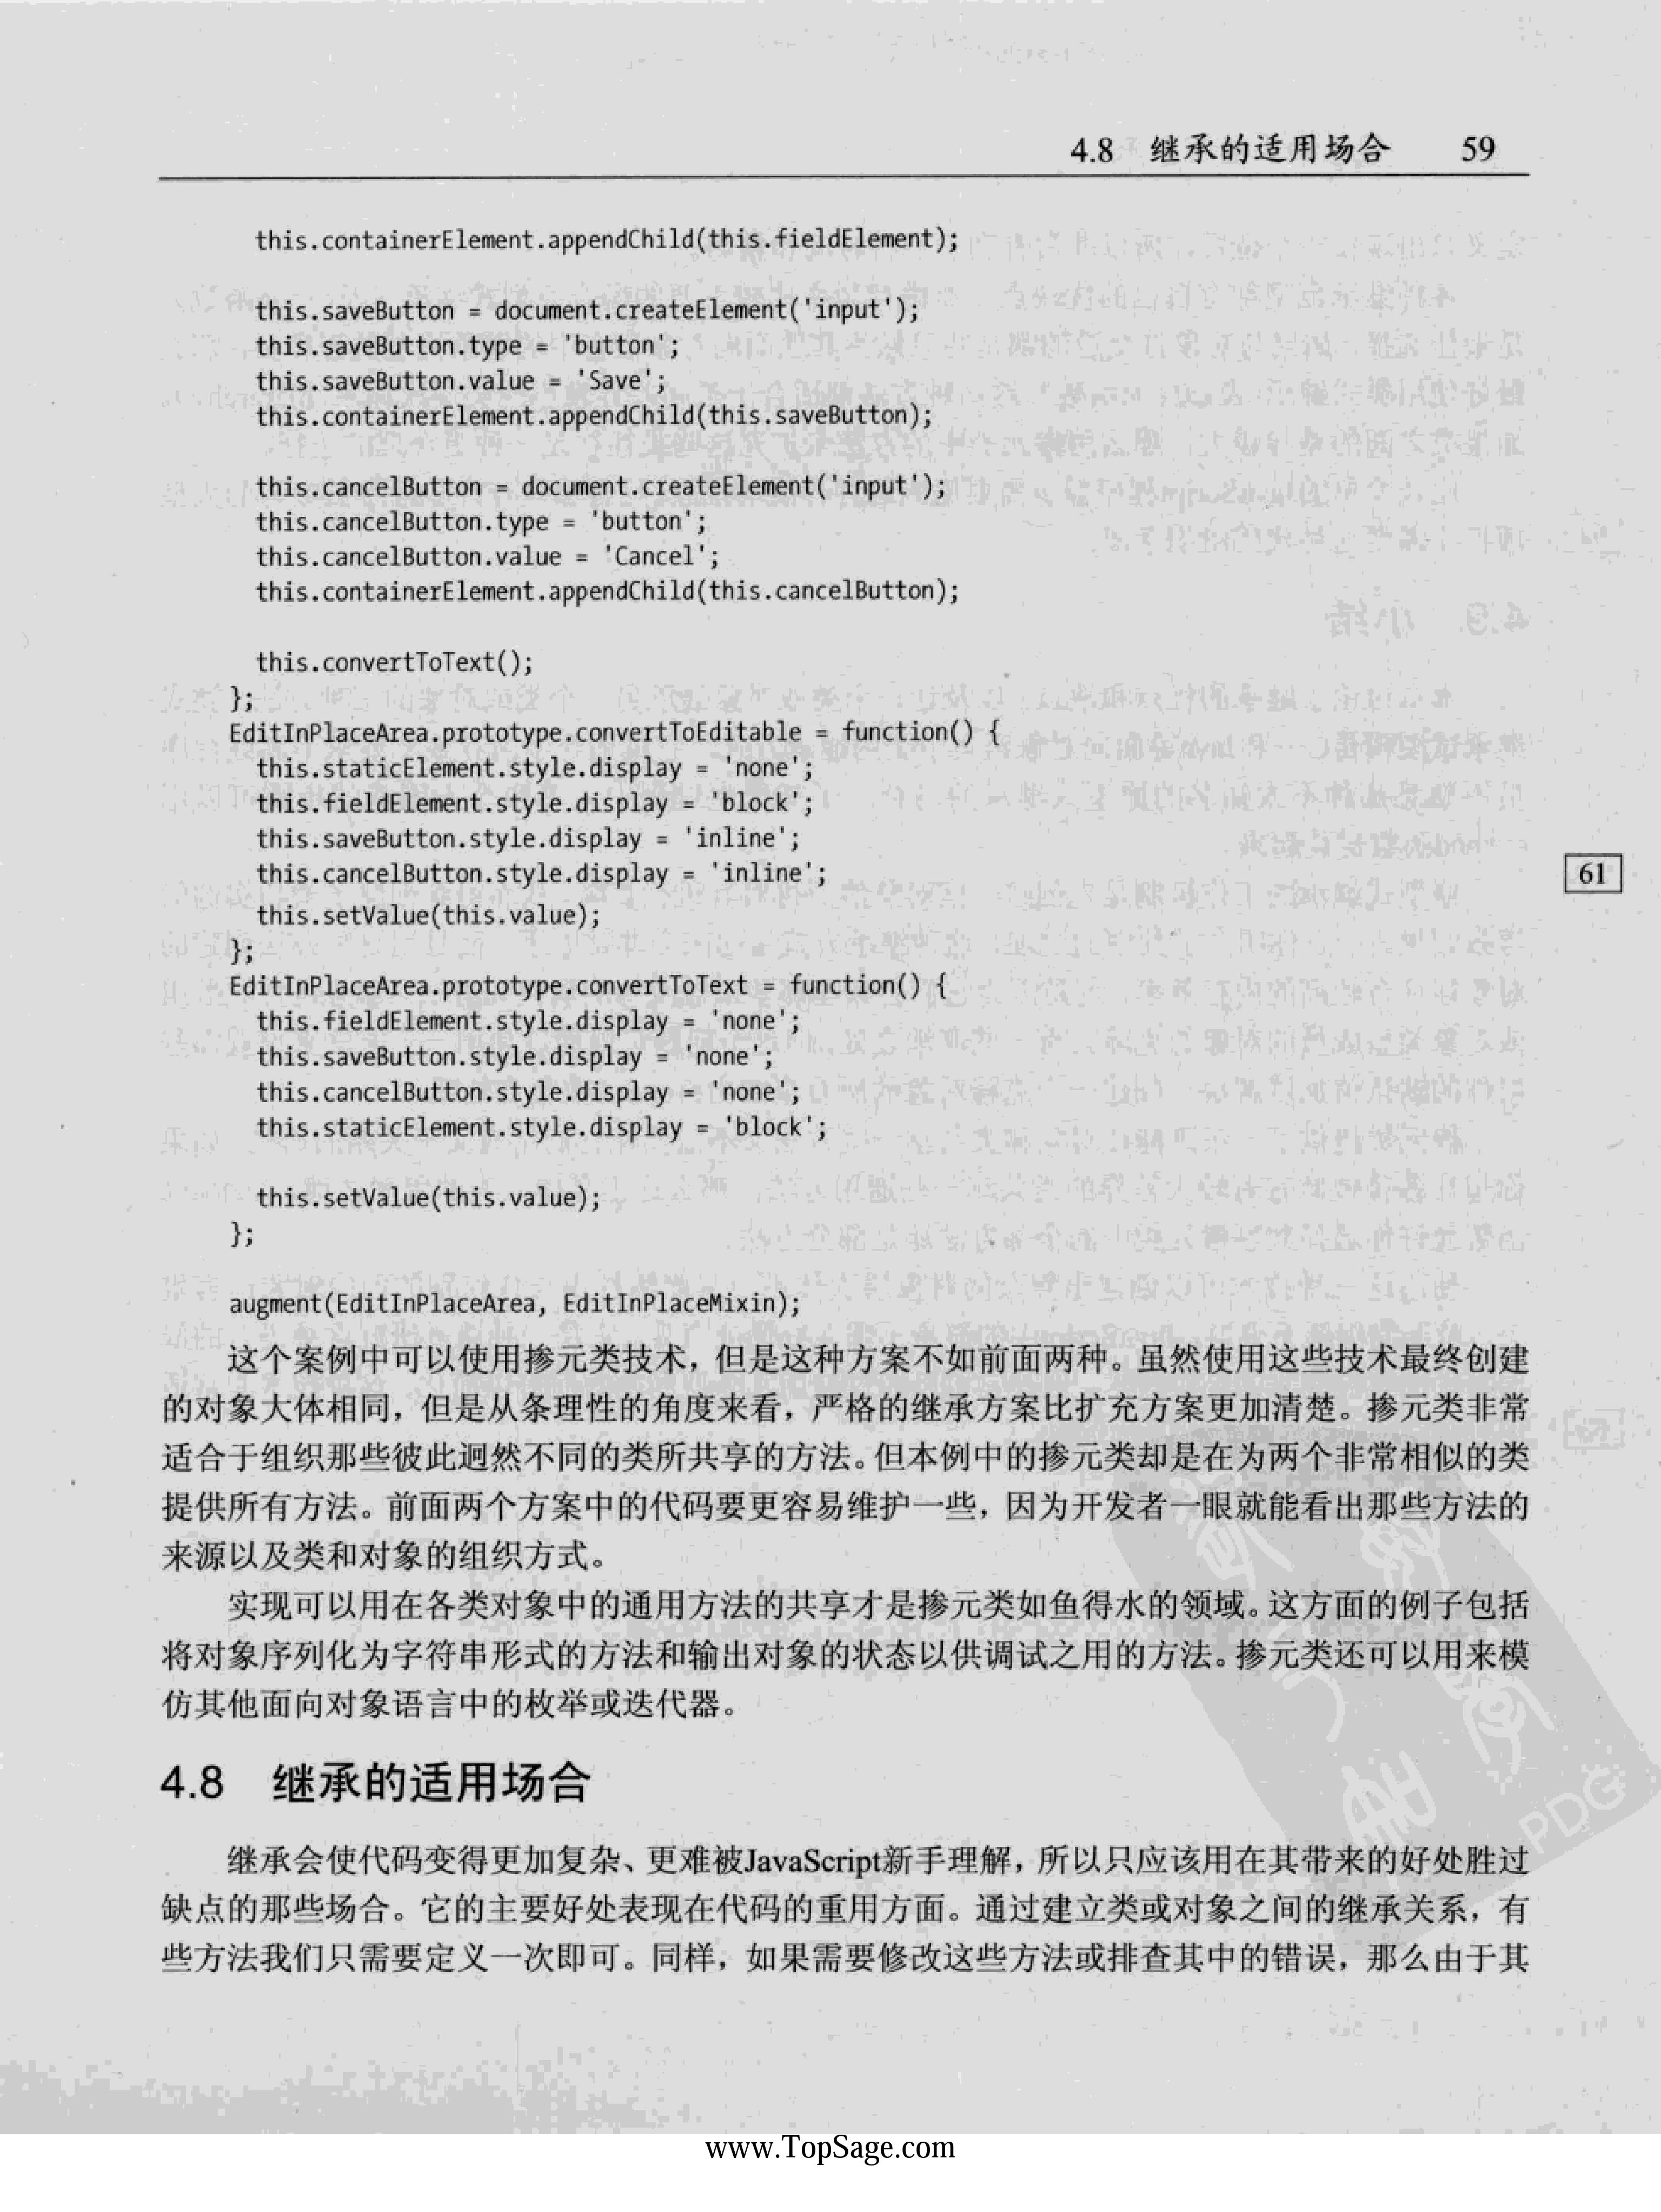 4.8 继承的适用场合 59
this.containerElement.appendChild(this.fieldElement);
this.saveButton = document.createElement('input');
this.saveButton.type = 'button';
this.saveButton.value = 'Save';
this.containerElement.appendChild(this.saveButton);
this.cancelButton = document.createElement('input');
this.cancelButton.type = 'button';
this.cancelButton.value = 'Cancel';
this.containerElement.appendChild(this.cancelButton);
this.convertToText();
};
EditInPlaceArea.prototype.convertToEditable = function() {
this.staticElement.style.display = 'none';
this.fieldElement.style.display = 'block';
this.saveButton.style.display = 'inline';
this.cancelButton.style.display = 'inline';
61
this.setValue(this.value);
};
EditInPlaceArea.prototype.convertToText = function() {
this.fieldElement.style.display = 'none';
this.saveButton.style.display = 'none';
this.cancelButton.style.display = 'none';
this.staticElement.style.display = 'block';
this.setValue(this.value);
};
augment(EditInPlaceArea, EditInPlaceMixin);
这个案例中可以使用掺元类技术，但是这种方案不如前面两种。虽然使用这些技术最终创建
的对象大体相同，但是从条理性的角度来看，严格的继承方案比扩充方案更加清楚。掺元类非常
适合于组织那些彼此迥然不同的类所共享的方法。但本例中的掺元类却是在为两个非常相似的类
提供所有方法。前面两个方案中的代码要更容易维护一些，因为开发者一眼就能看出那些方法的
来源以及类和对象的组织方式。
实现可以用在各类对象中的通用方法的共享才是掺元类如鱼得水的领域。这方面的例子包括
将对象序列化为字符串形式的方法和输出对象的状态以供调试之用的方法。掺元类还可以用来模
仿其他面向对象语言中的枚举或迭代器。
4.8 继承的适用场合
继承会使代码变得更加复杂、更难被JavaScript新手理解，所以只应该用在其带来的好处胜过
缺点的那些场合。它的主要好处表现在代码的重用方面。通过建立类或对象之间的继承关系，有
些方法我们只需要定义一次即可。同样，如果需要修改这些方法或排查其中的错误，那么由于其
PDG
www.TopSage.com